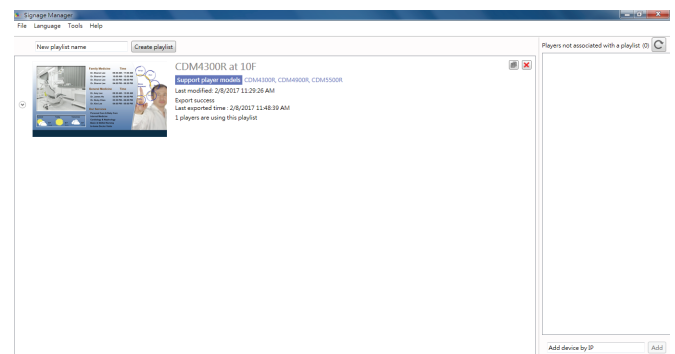 Signage Manager
File Language Tools Help
New playlist name
Create playlist
Players not associated with a playlist (0)
CDM4300R at 10F
Support player models CDM4300R, CDM4900R, CDM5500R
Last modified: 2/8/2017 11:29:26 AM
Export success
Last exported time : 2/8/2017 11:48:39 AM
1 players are using this playlist
Family Medicine Time
Add device by IP
Add